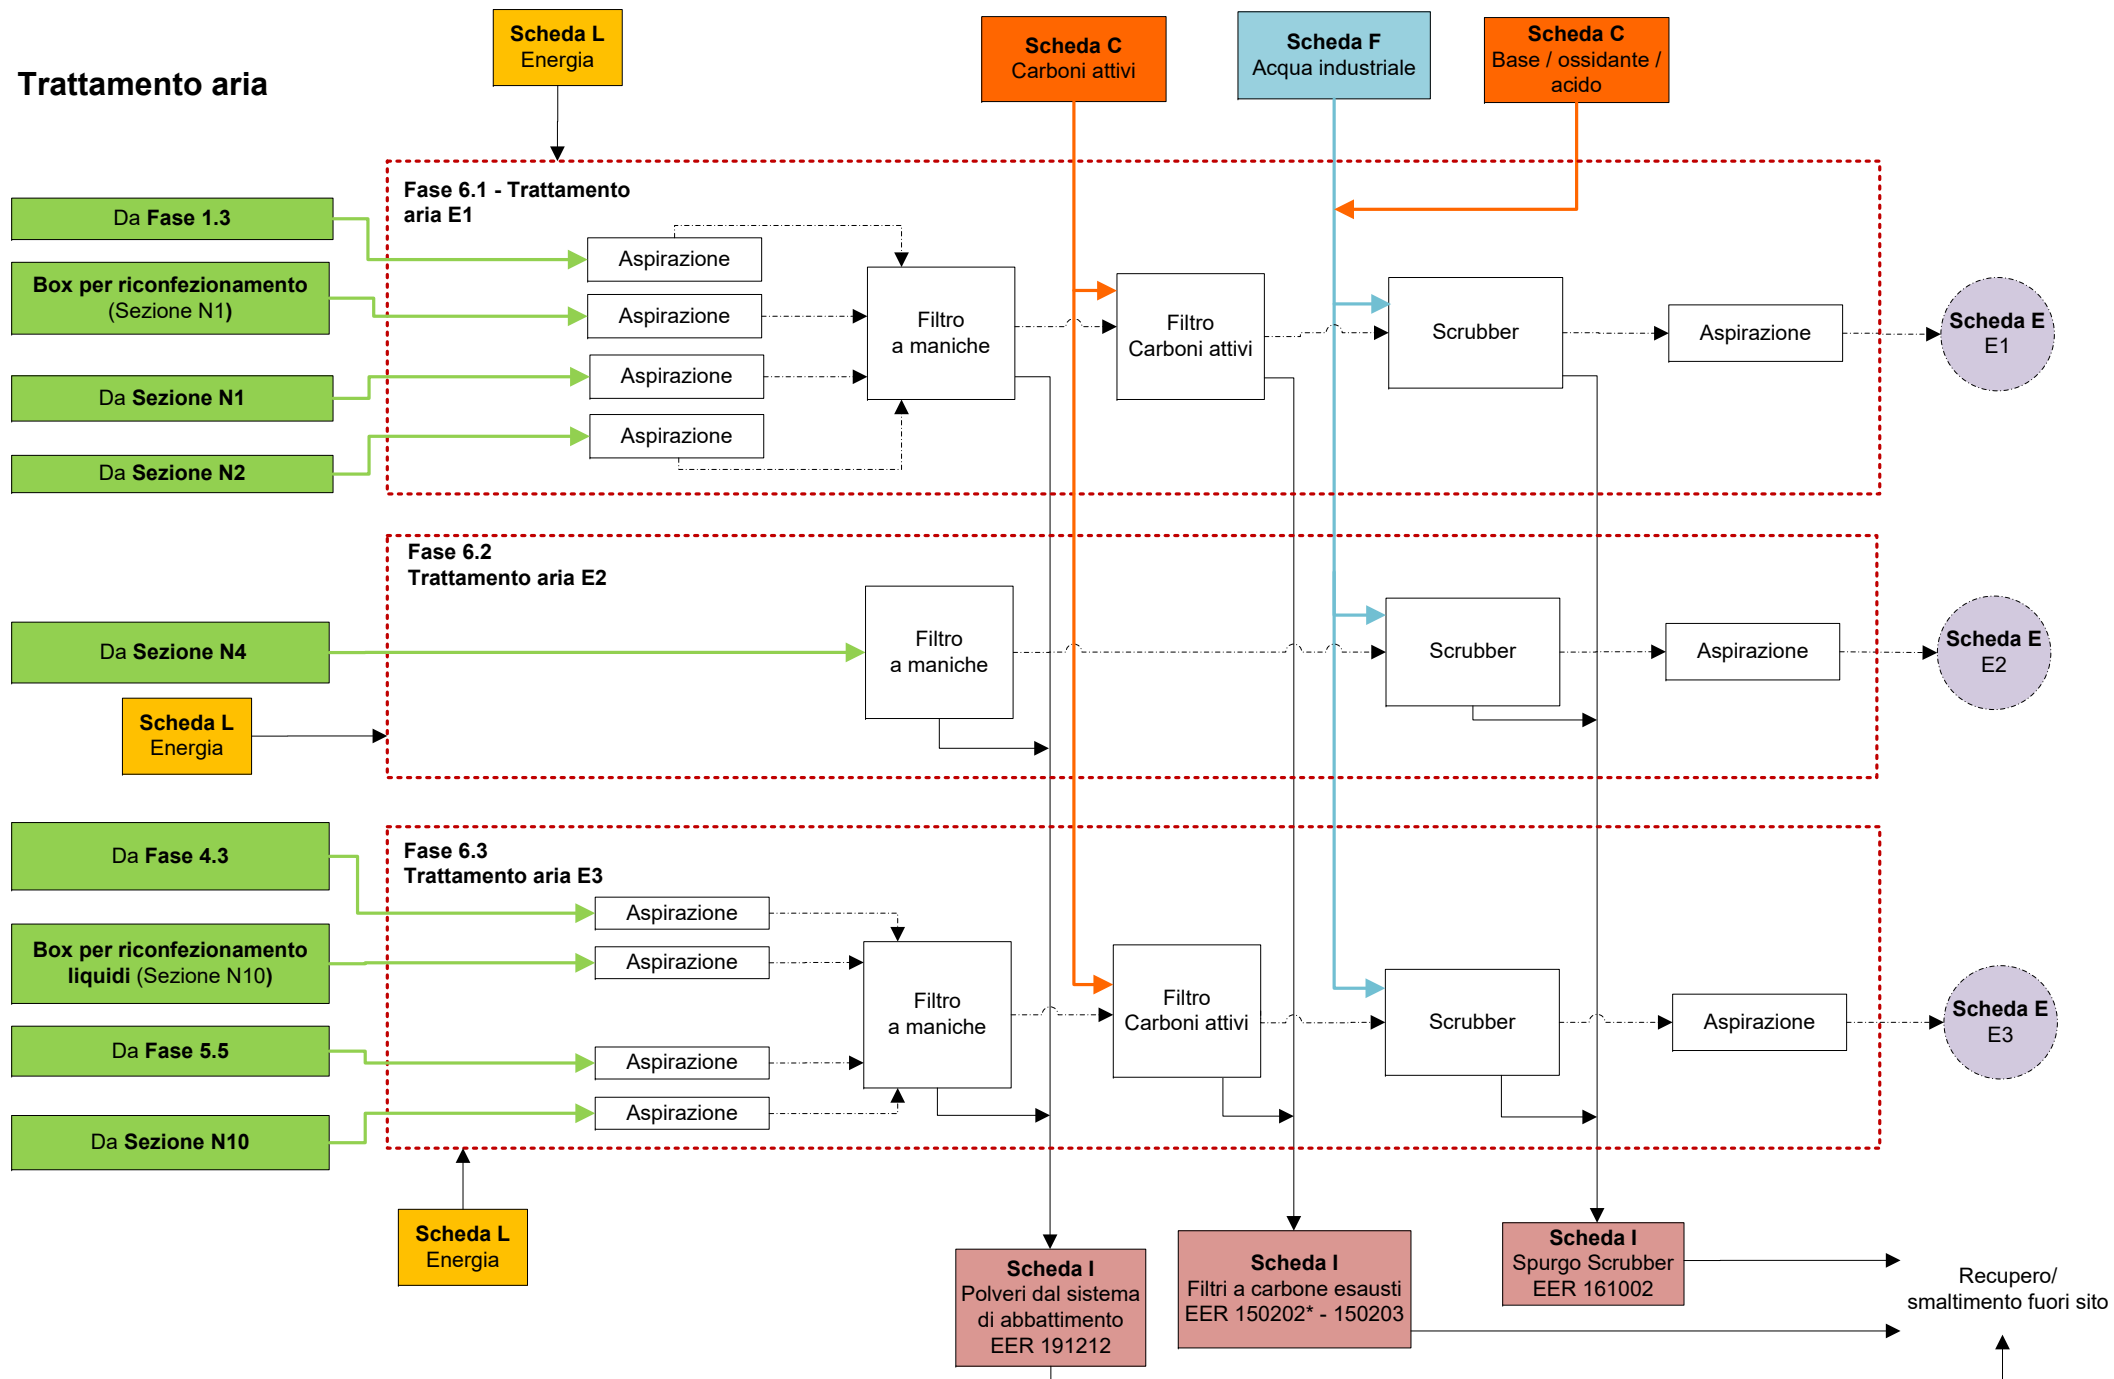 Trattamento aria
Scheda L
Energia
Scheda C
Carboni attivi
Scheda F
Acqua industriale
Scheda C
Base / ossidante /
acido
Fase 6.1 - Trattamento
aria E1
Da Fase 1.3
Box per riconfezionamento
(Sezione N1)
Da Sezione N1
Da Sezione N2
Aspirazione
Aspirazione
Aspirazione
Aspirazione
Filtro
a maniche
Filtro
Carboni attivi
Scrubber
Aspirazione
Scheda E
E1
Fase 6.2
Trattamento aria E2
Da Sezione N4
Filtro
a maniche
Scrubber
Aspirazione
Scheda E
E2
Scheda L
Energia
Fase 6.3
Trattamento aria E3
Da Fase 4.3
Box per riconfezionamento
liquidi (Sezione N10)
Da Fase 5.5
Da Sezione N10
Aspirazione
Aspirazione
Aspirazione
Aspirazione
Filtro
a maniche
Filtro
Carboni attivi
Scrubber
Aspirazione
Scheda E
E3
Scheda L
Energia
Scheda I
Polveri dal sistema
di abbattimento
EER 191212
Scheda I
Filtri a carbone esausti
EER 150202* - 150203
Scheda I
Spurgo Scrubber
EER 161002
Recupero/
smaltimento fuori sito